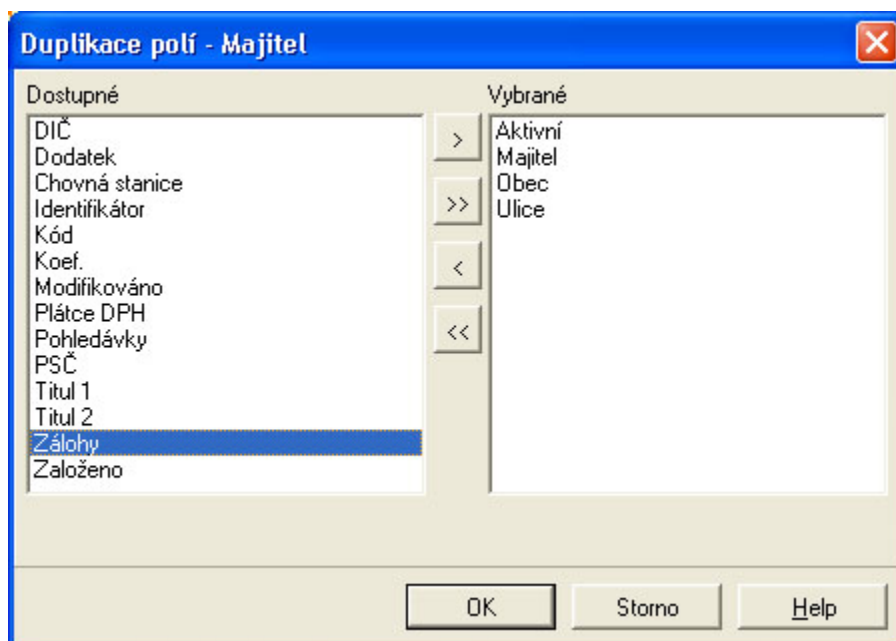 Duplikace polí - Majitel
Dostupné
DIČ
Dodatek
Chovná stanice
Identifikátor
Kód
Koef.
Modifikováno
Plátce DPH
Pohledávky
PSČ
Titul 1
Titul 2
Zálohy
Založeno
>
>>
<
<<
Vybrané
Aktivní
Majitel
Obec
Ulice
OK
Storno
Help